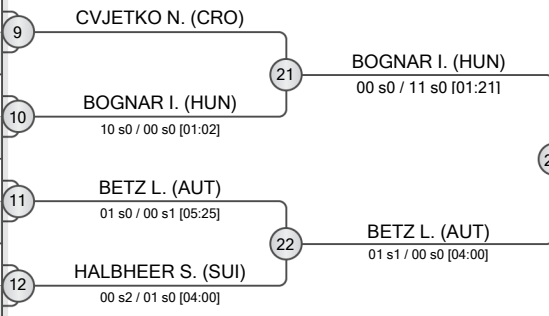 9
CVJETKO N. (CRO)
21
BOGNAR I. (HUN)
00 s0 / 11 s0 [01:21]
10
BOGNAR I. (HUN)
10 s0 / 00 s0 [01:02]
11
BETZ L. (AUT)
01 s0 / 00 s1 [05:25]
22
BETZ L. (AUT)
01 s1 / 00 s0 [04:00]
12
HALBHEER S. (SUI)
00 s2 / 01 s0 [04:00]